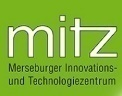 mitz
Merseburger Innovations-
und Technologiezentrum